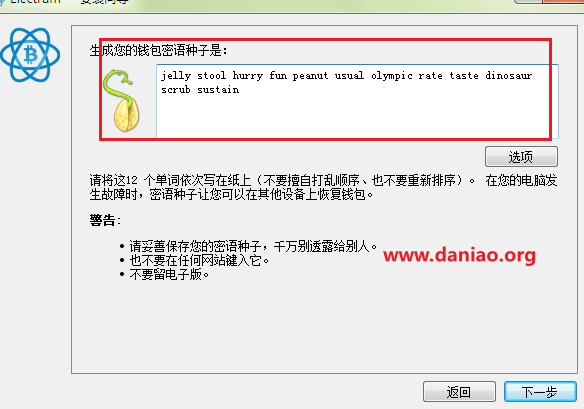 Electrum - 安装向导
生成您的钱包密语种子是:
jelly stool hurry fun peanut usual olympic rate taste dinosaur
scrub sustain
选项
请将这12 个单词依次写在纸上（不要擅自打乱顺序、也不要重新排序）。 在您的电脑发
生故障时，密语种子让您可以在其他设备上恢复钱包。
警告:
• 请妥善保存您的密语种子，千万别透露给别人。
• 也不要在任何网站键入它。
• 不要留电子版。
www.daniao.org
返回
下一步